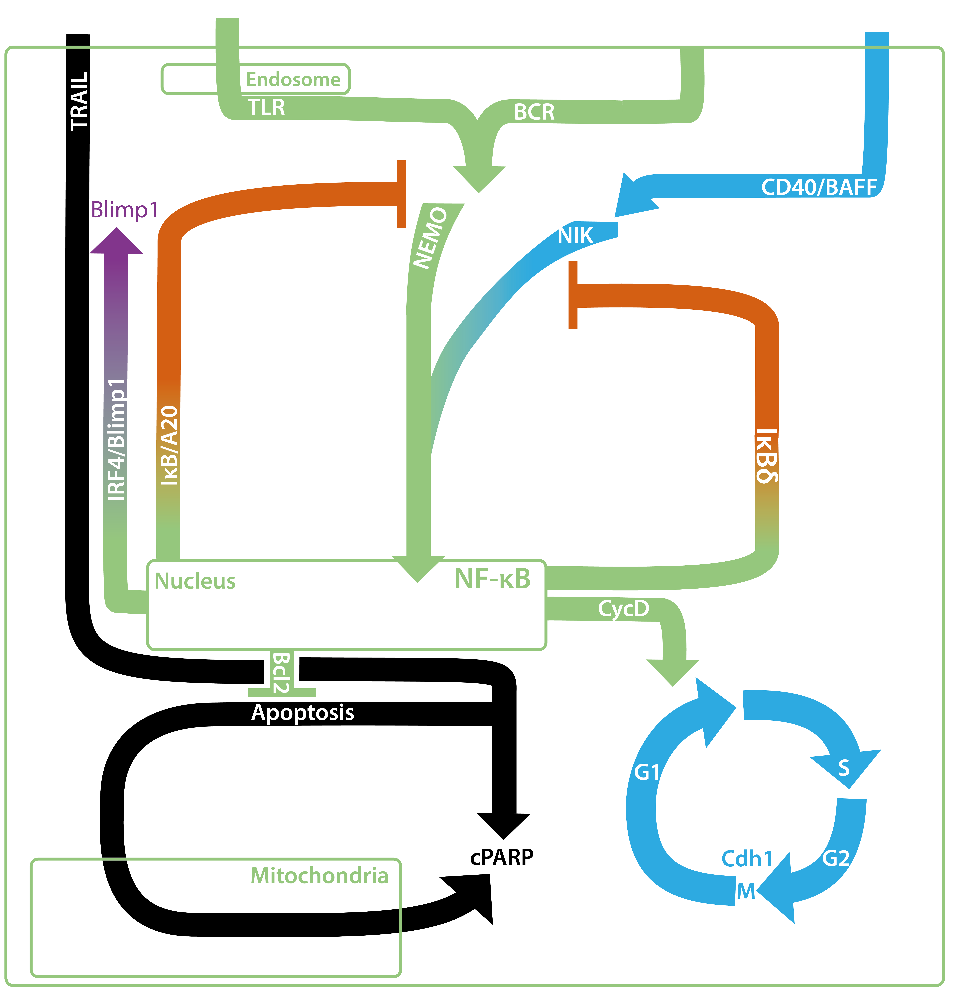 TRAIL
Endosome
TLR
BCR
CD40/BAFF
Blimp1
NEMO
NIK
IRF4/Blimp1
IκB/A20
IκBδ
Nucleus
NF-κB
CycD
Bcl2
Apoptosis
G1
S
cPARP
Cdh1
G2
Mitochondria
M